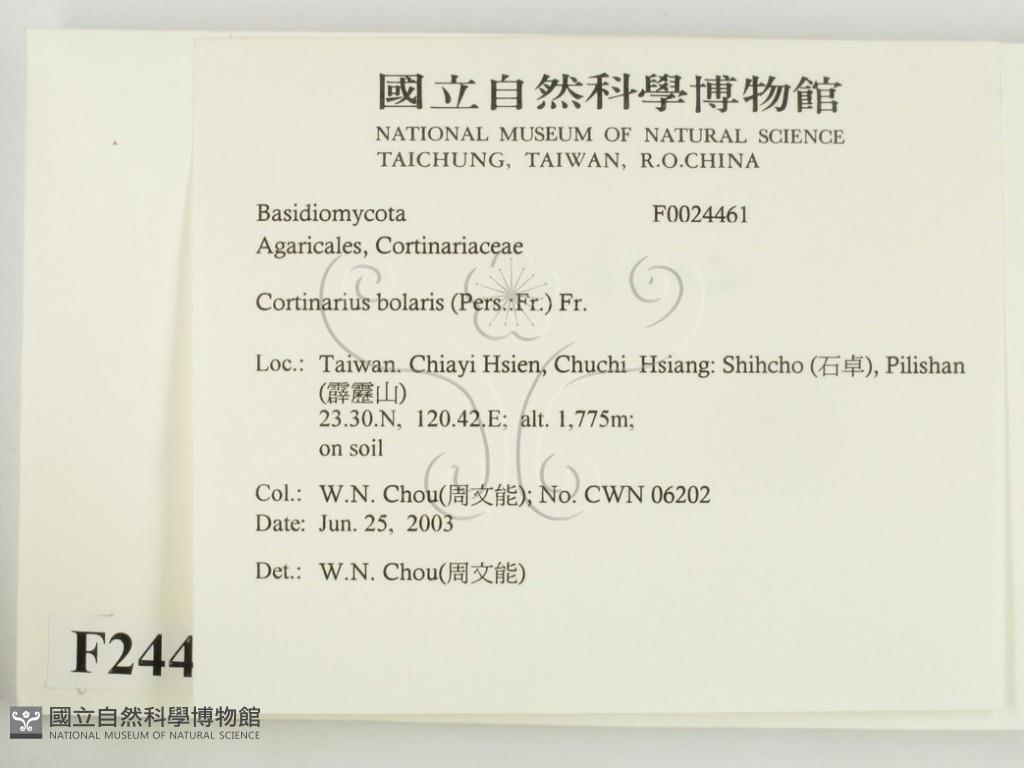 國立自然科學博物館
NATIONAL MUSEUM OF NATURAL SCIENCE
TAICHUNG, TAIWAN, R.O.CHINA
Basidiomycota F0024461
Agaricales, Cortinariaceae
Cortinarius bolaris (Pers.:Fr.) Fr.
Loc.: Taiwan. Chiayi Hsien, Chuchi Hsiang: Shihcho (石卓), Pilishan
(霹靂山)
23.30.N, 120.42.E; alt. 1,775m;
on soil
Col.: W.N. Chou(周文能); No. CWN 06202
Date: Jun. 25, 2003
Det.: W.N. Chou(周文能)
F244
國立自然科學博物館
NATIONAL MUSEUM OF NATURAL SCIENCE